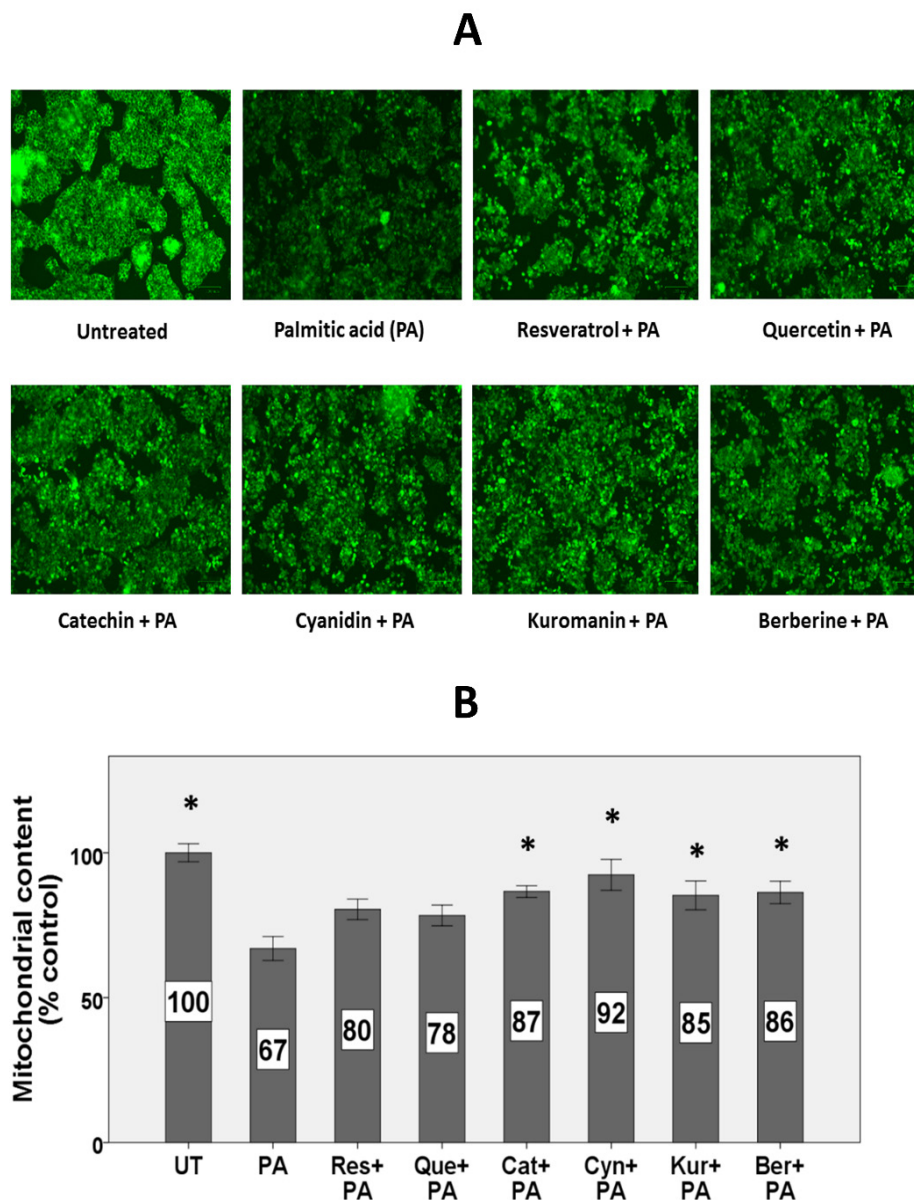 A
Untreated
Palmitic acid (PA)
Resveratrol + PA
Quercetin + PA
Catechin + PA
Cyanidin + PA
Kuromanin + PA
Berberine + PA
B
Mitochondrial content
(% control)
100
50
0
*
*
*
*
*
100
67
80
78
87
92
85
86
UT
PA
Res+
PA
Que+
PA
Cat+
PA
Cyn+
PA
Kur+
PA
Ber+
PA